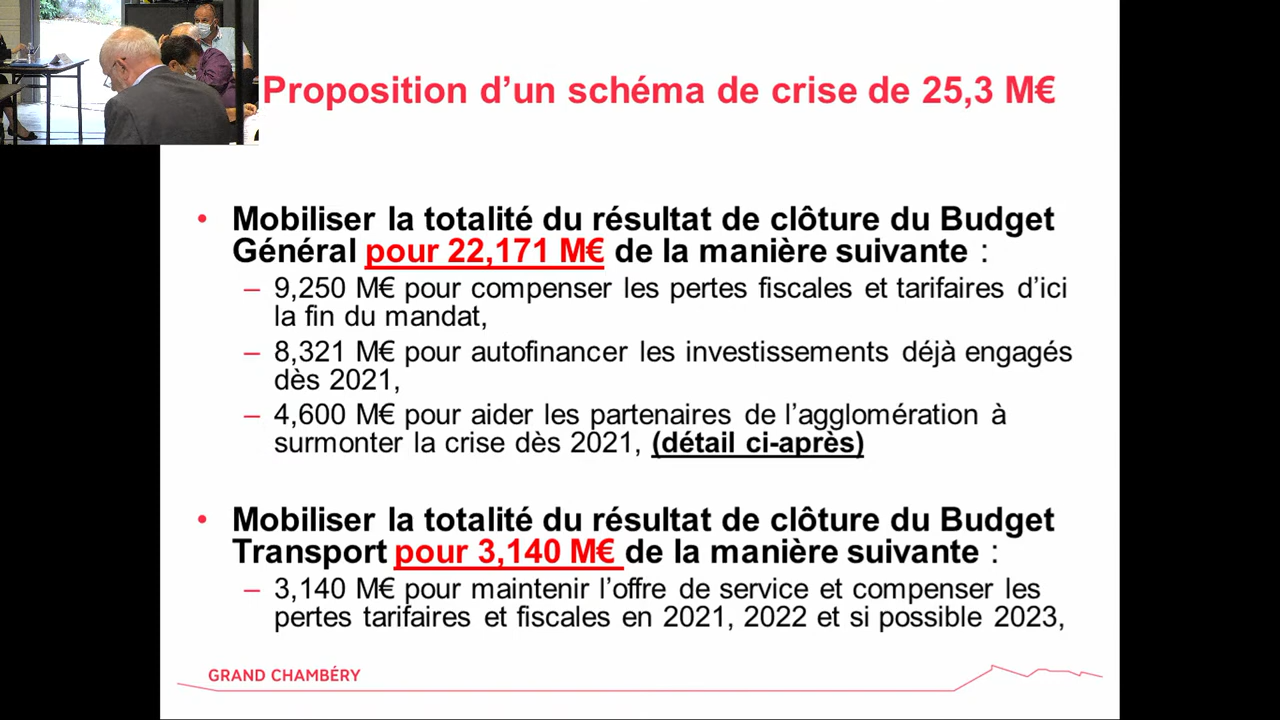 Proposition d’un schéma de crise de 25,3 M€
• Mobiliser la totalité du résultat de clôture du Budget
Général pour 22,171 M€ de la manière suivante :
– 9,250 M€ pour compenser les pertes fiscales et tarifaires d’ici
la fin du mandat,
– 8,321 M€ pour autofinancer les investissements déjà engagés
dès 2021,
– 4,600 M€ pour aider les partenaires de l’agglomération à
surmonter la crise dès 2021, (détail ci-après)
• Mobiliser la totalité du résultat de clôture du Budget
Transport pour 3,140 M€ de la manière suivante :
– 3,140 M€ pour maintenir l’offre de service et compenser les
pertes tarifaires et fiscales en 2021, 2022 et si possible 2023,
GRAND CHAMBÉRY